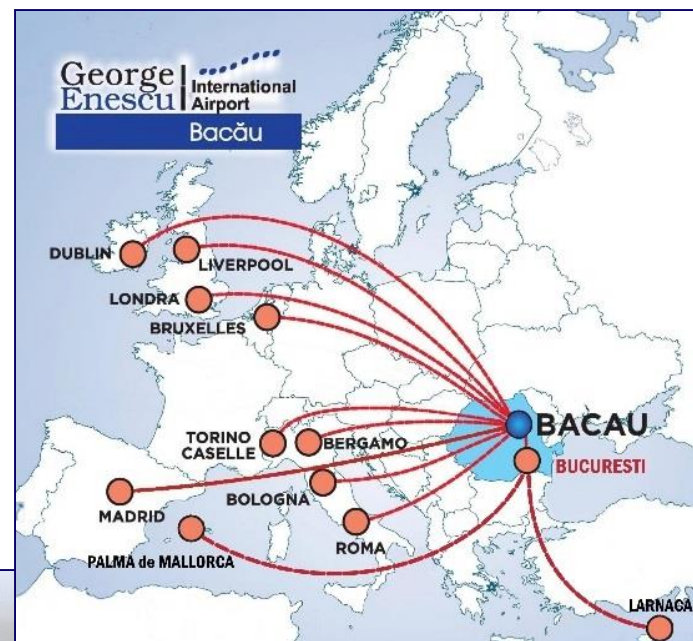 George
Enescu
International
Airport
Bacău
DUBLIN
LIVERPOOL
LONDRA
BRUXELLES
BACAU
TORINO
CASELLE
BERGAMO
BUCURESTI
BOLOGNA
MADRID
ROMA
PALMA de MALLORCA
LARNACA